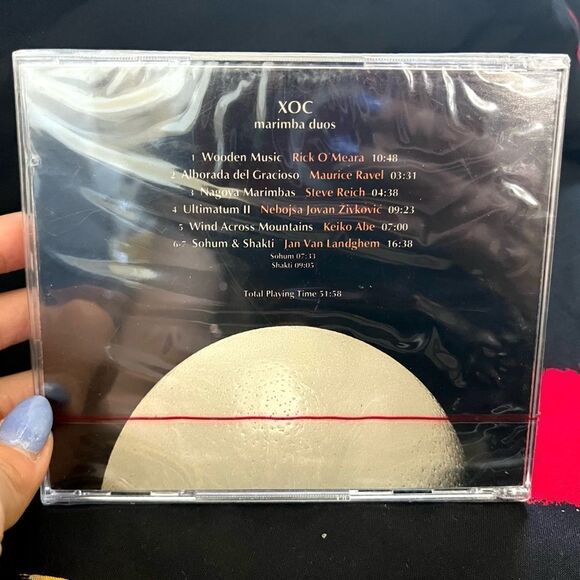 XOC
marimba duos
1 Wooden Music Rick O'Meara 10:48
2 Alborada del Gracioso Maurice Ravel 03:31
3 Nagoya Marimbas Steve Reich 04:38
4 Ultimatum II Nebojsa Jovan Živkovič 09:23
5 Wind Across Mountains Keiko Abe 07:00
6-7 Sohum & Shakti Jan Van Landghem 16:38
Sohum 07:33
Shakti 09:05
Total Playing Time 51:58